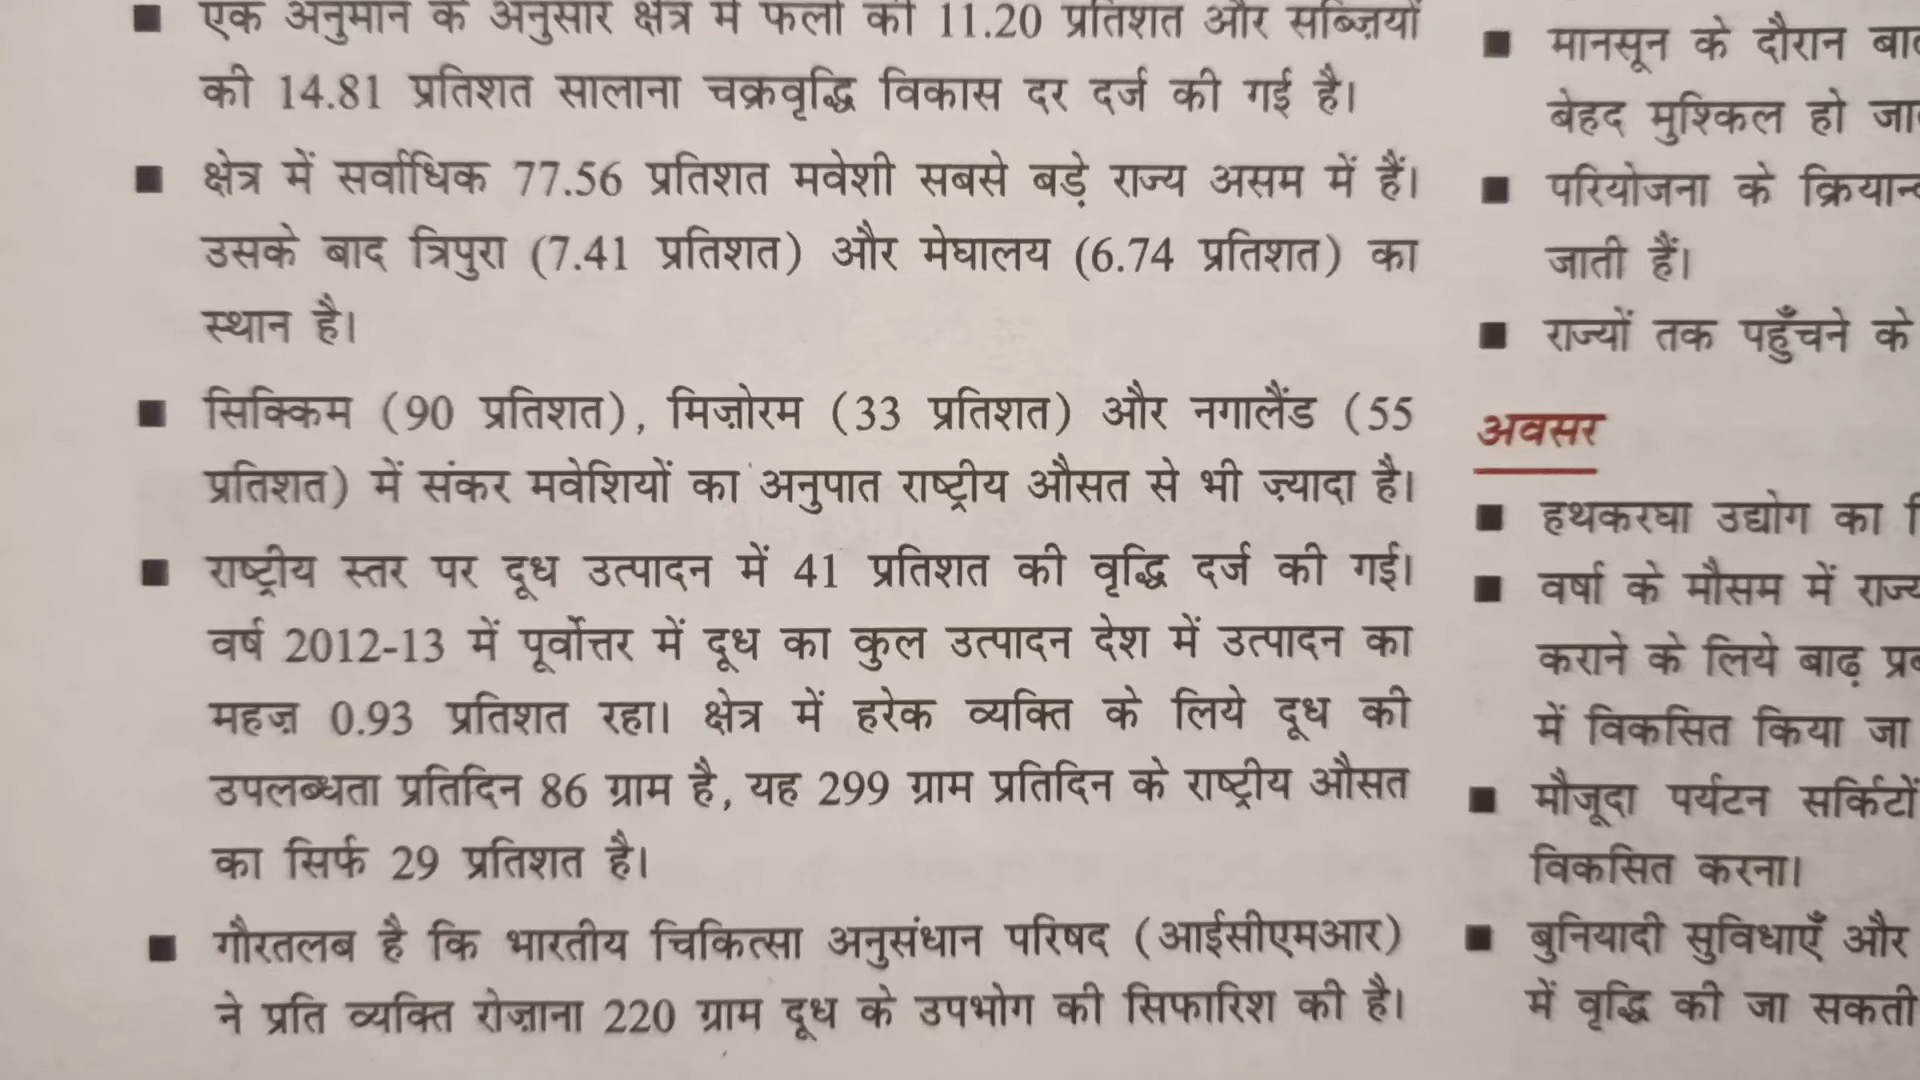 एक अनुमान के अनुसार क्षेत्र में फलों की 11.20 प्रतिशत और सब्ज़ियों
की 14.81 प्रतिशत सालाना चक्रवृद्धि विकास दर दर्ज की गई है।
क्षेत्र में सर्वाधिक 77.56 प्रतिशत मवेशी सबसे बड़े राज्य असम में हैं।
उसके बाद त्रिपुरा (7.41 प्रतिशत) और मेघालय (6.74 प्रतिशत) का
स्थान है।
सिक्किम (90 प्रतिशत), मिज़ोरम (33 प्रतिशत) और नगालैंड (55
प्रतिशत) में संकर मवेशियों का अनुपात राष्ट्रीय औसत से भी ज़्यादा है।
राष्ट्रीय स्तर पर दूध उत्पादन में 41 प्रतिशत की वृद्धि दर्ज की गई।
वर्ष 2012-13 में पूर्वोत्तर में दूध का कुल उत्पादन देश में उत्पादन का
महज़ 0.93 प्रतिशत रहा। क्षेत्र में हरेक व्यक्ति के लिये दूध की
उपलब्धता प्रतिदिन 86 ग्राम है, यह 299 ग्राम प्रतिदिन के राष्ट्रीय औसत
का सिर्फ 29 प्रतिशत है।
गौरतलब है कि भारतीय चिकित्सा अनुसंधान परिषद (आईसीएमआर)
ने प्रति व्यक्ति रोज़ाना 220 ग्राम दूध के उपभोग की सिफारिश की है।
मानसून के दौरान
बेहद मुश्किल हो
परियोजना के
जाती हैं।
राज्यों तक पहुँचने के
अवसर
हथकरघा उद्योग का
वर्षा के मौसम में
कराने के लिये बाढ़
में विकसित किया जा
मौजूदा पर्यटन सर्किटों
विकसित करना।
बुनियादी सुविधाएँ और
में वृद्धि की जा सकती